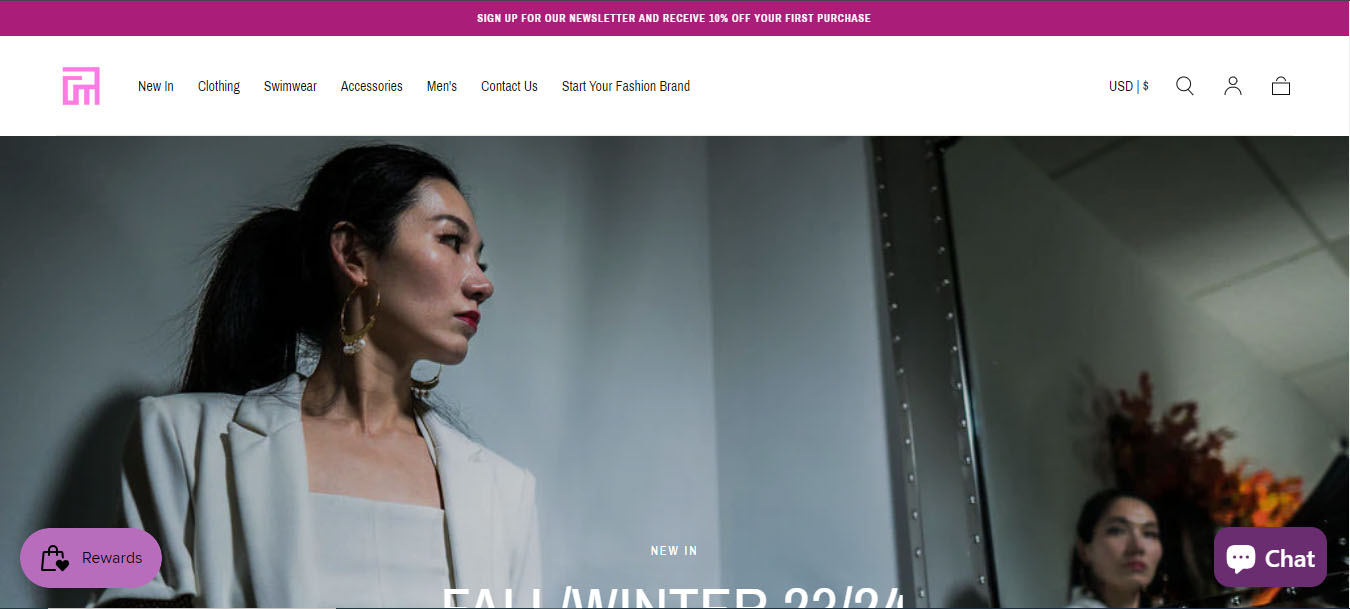 SIGN UP FOR OUR NEWSLETTER AND RECEIVE 10% OFF YOUR FIRST PURCHASE
New In Clothing Swimwear Accessories Men's Contact Us Start Your Fashion Brand USD | $
NEW IN
FALL/WINTER 23/24
Rewards
Chat